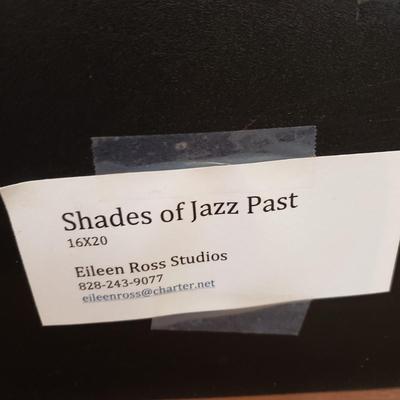 Shades of Jazz Past
16X20
Eileen Ross Studios
828-243-9077
eileenross@charter.net